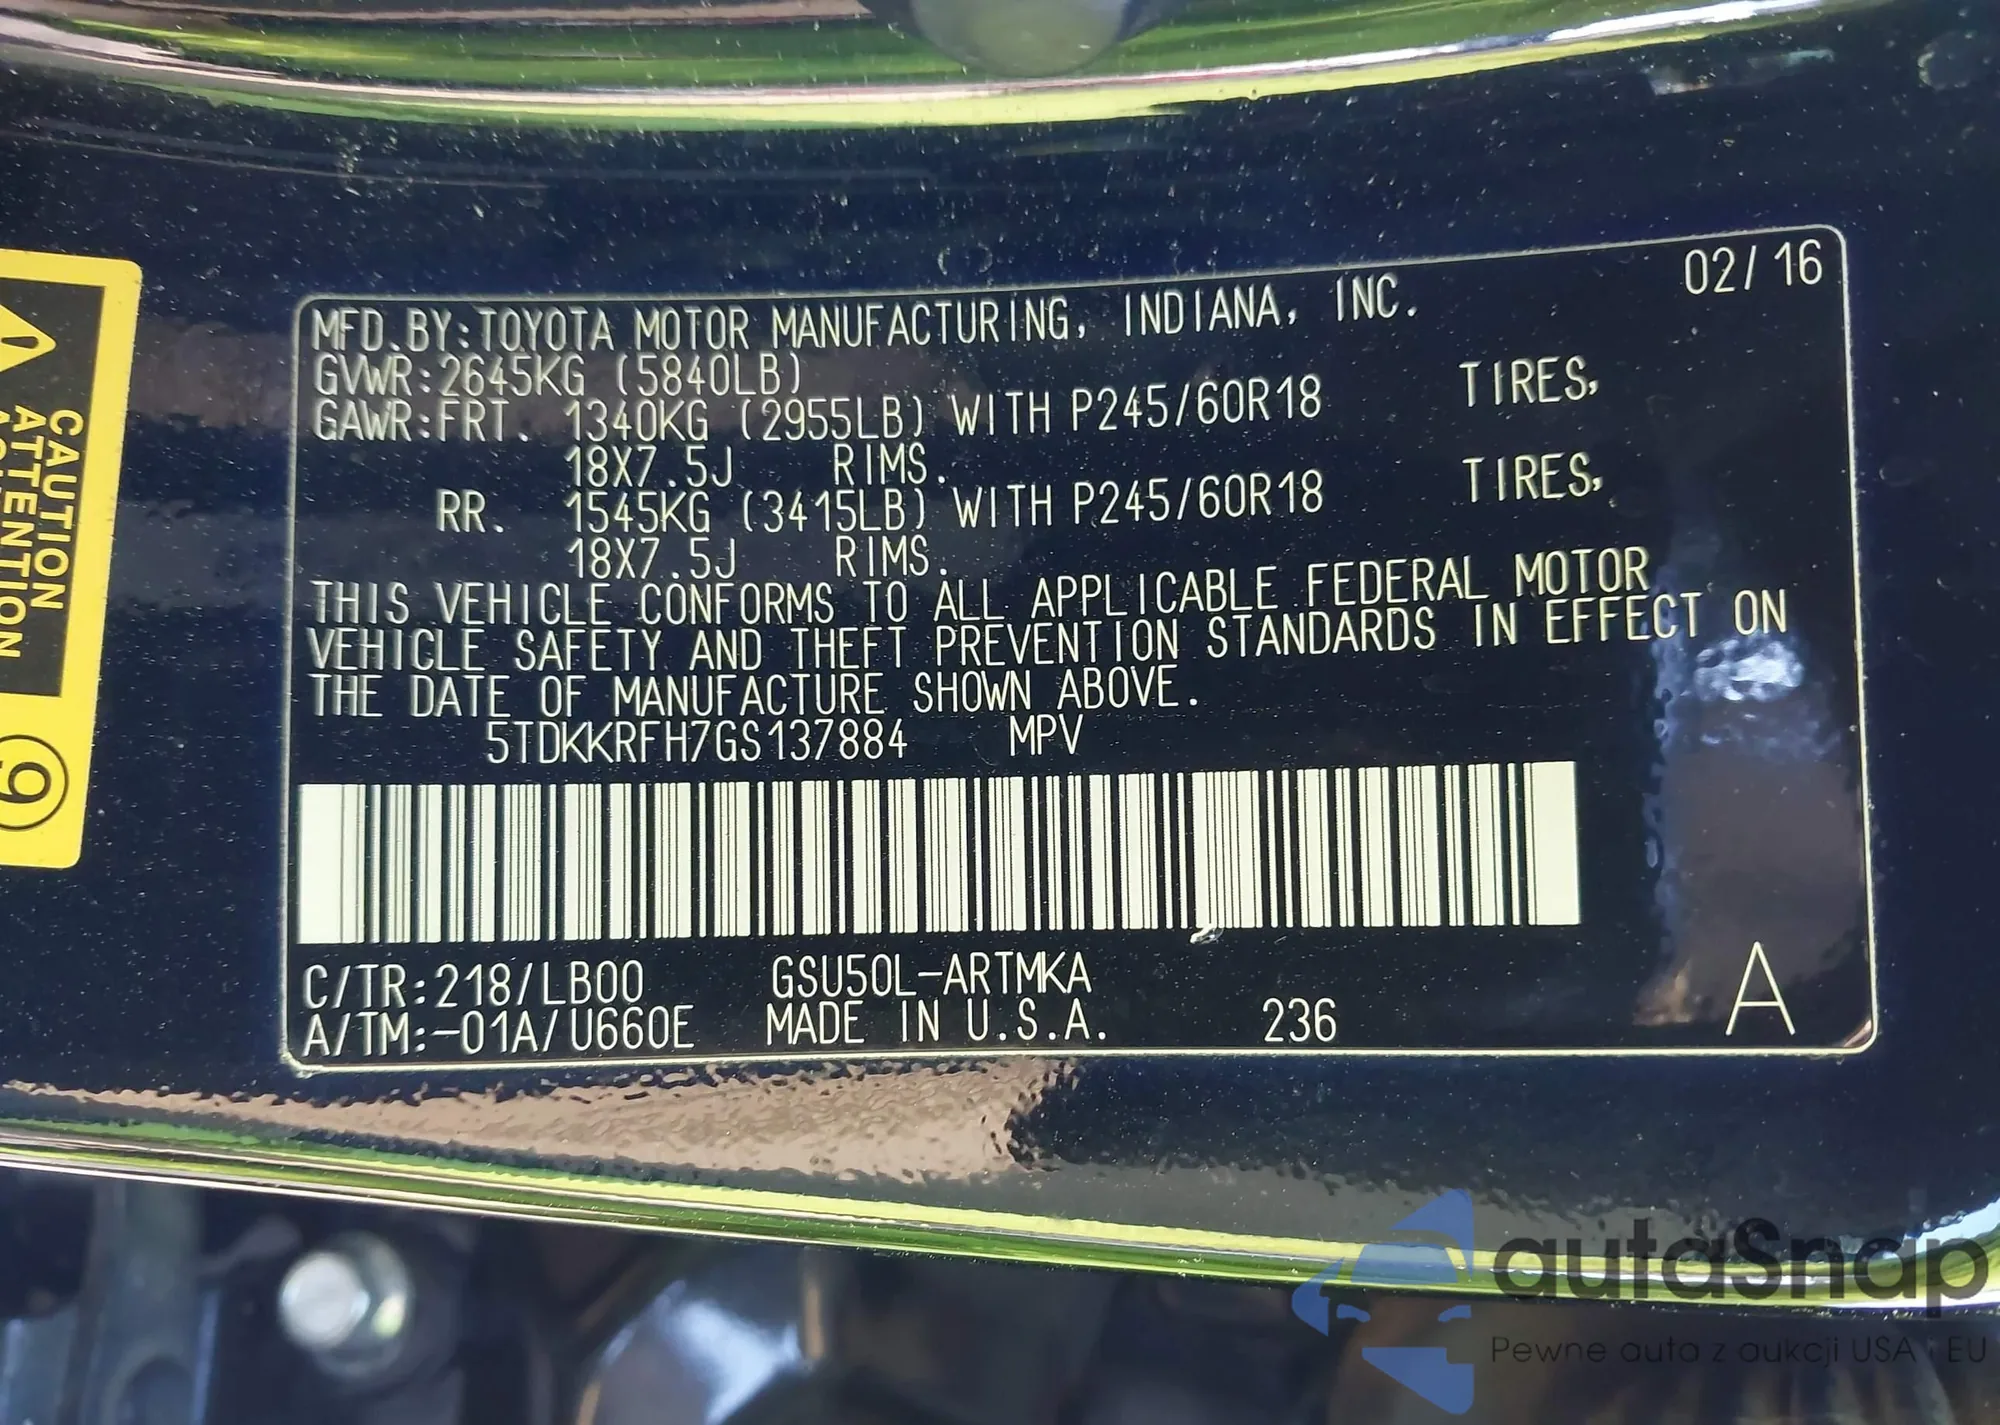 02/16
MFD.BY:TOYOTA MOTOR MANUFACTURING, INDIANA, INC.
GVWR:2645KG (5840LB)
GAWR:FRT. 1340KG (2955LB) WITH P245/60R18 TIRES,
18X7.5J RIMS.
RR. 1545KG (3415LB) WITH P245/60R18 TIRES,
18X7.5J RIMS.
THIS VEHICLE CONFORMS TO ALL APPLICABLE FEDERAL MOTOR
VEHICLE SAFETY AND THEFT PREVENTION STANDARDS IN EFFECT ON
THE DATE OF MANUFACTURE SHOWN ABOVE.
5TDKKRFH7GS137884 MPV
C/TR:218/LB00 GSU50L-ARTMKA
A/TM:-01A/U660E MADE IN U.S.A. 236 A
CAUTION
ATTENTION
9
autaSnap
Pewne auta z aukcji USA i EU